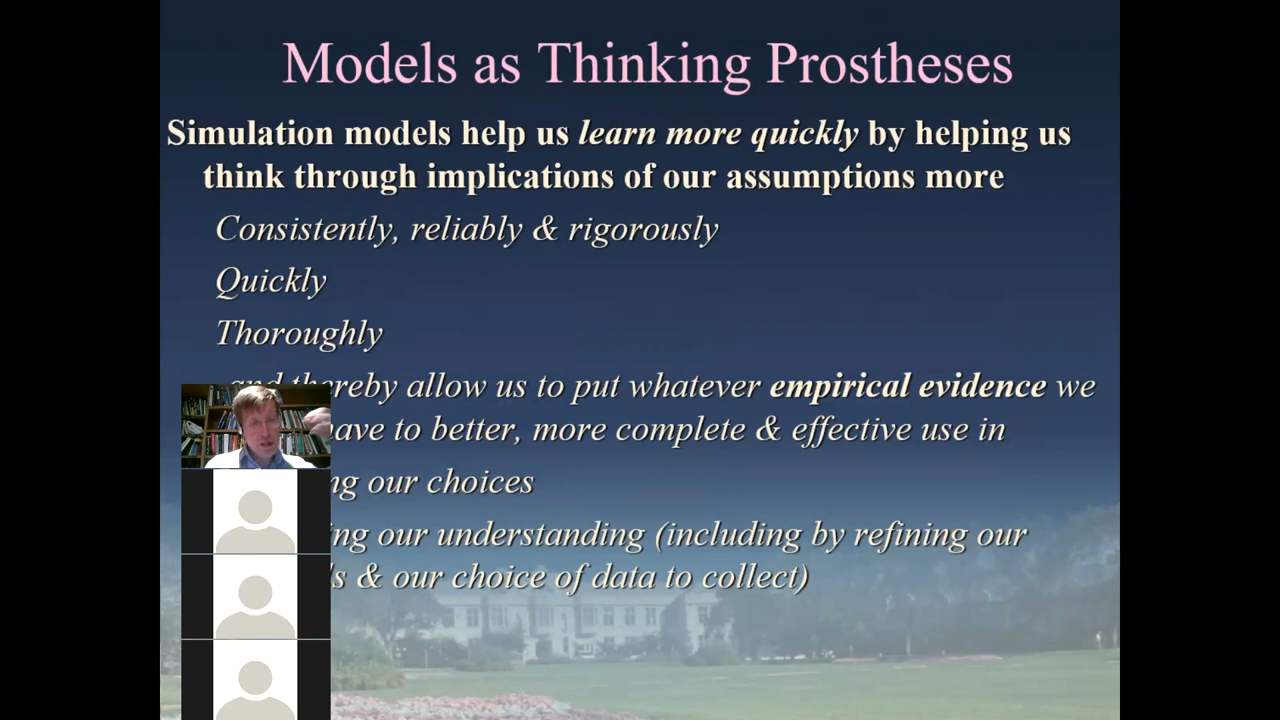 Models as Thinking Prostheses
Simulation models help us learn more quickly by helping us
think through implications of our assumptions more
Consistently, reliably & rigorously
Quickly
Thoroughly
and thereby allow us to put whatever empirical evidence we
have to better, more complete & effective use in
our choices
our understanding (including by refining our
& our choice of data to collect)